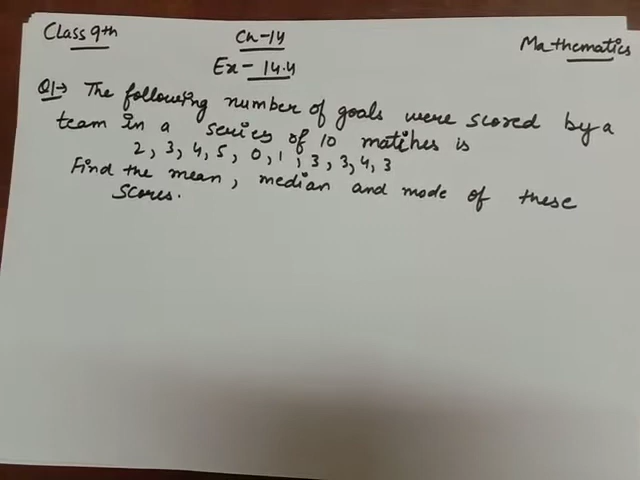 Class 9th
Ch-14
Mathematics
Ex- 14.4
Q1→ The following number of goals were scored by a
team in a series of 10 matches is
2, 3, 4, 5, 0, 1, 3, 3, 4, 3
Find the mean, median and mode of these
scores.